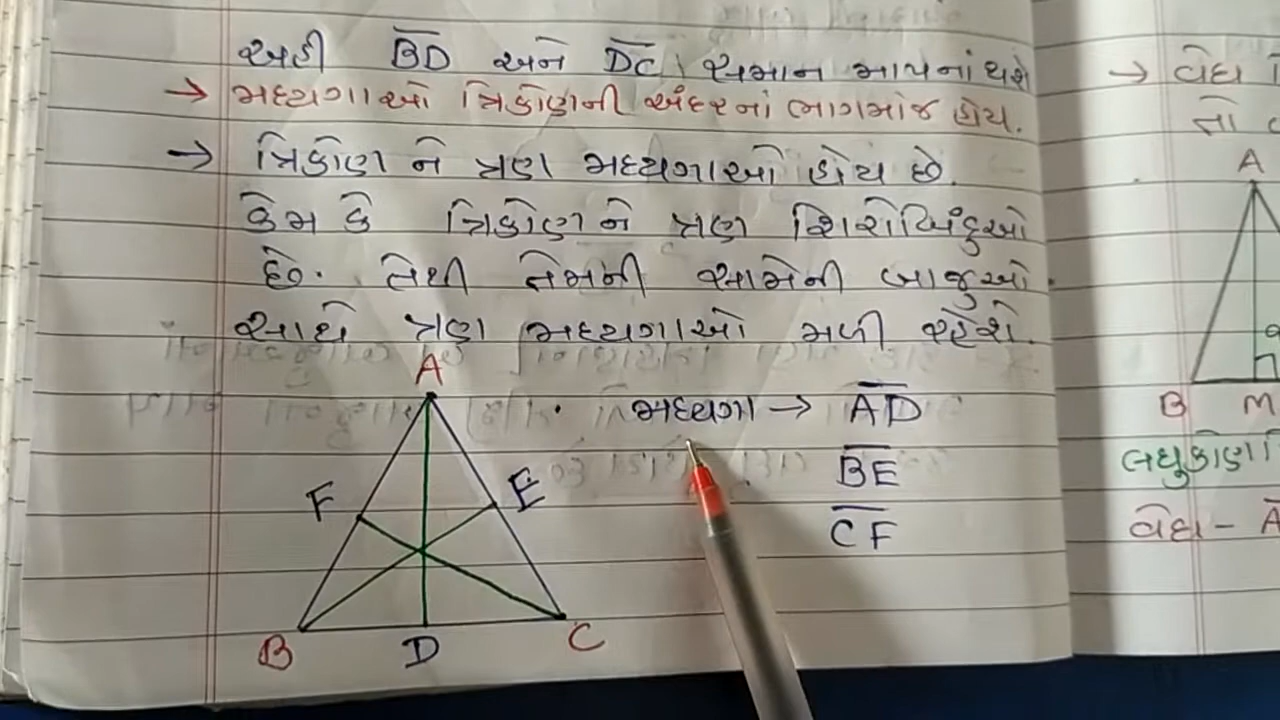 અહી BD અને DC સમાન માપનાં થશે
→ મધ્યગાઓ ત્રિકોણની અંદરનાં ભાગમાંજ હોય.
→ ત્રિકોણ ને ત્રણ મધ્યગાઓ હોય છે.
કેમ કે ત્રિકોણ ને ત્રણ શિરોબિંદુઓ
છે. તેથી તેમની સામેની બાજુઓ
સાથે ત્રણ મધ્યગાઓ મળી રહેશે.
A
મધ્યગા → AD
F E BE
CF
B D C
→ વેધ
તો
A
B M
લઘુકોણ
વેધ - A